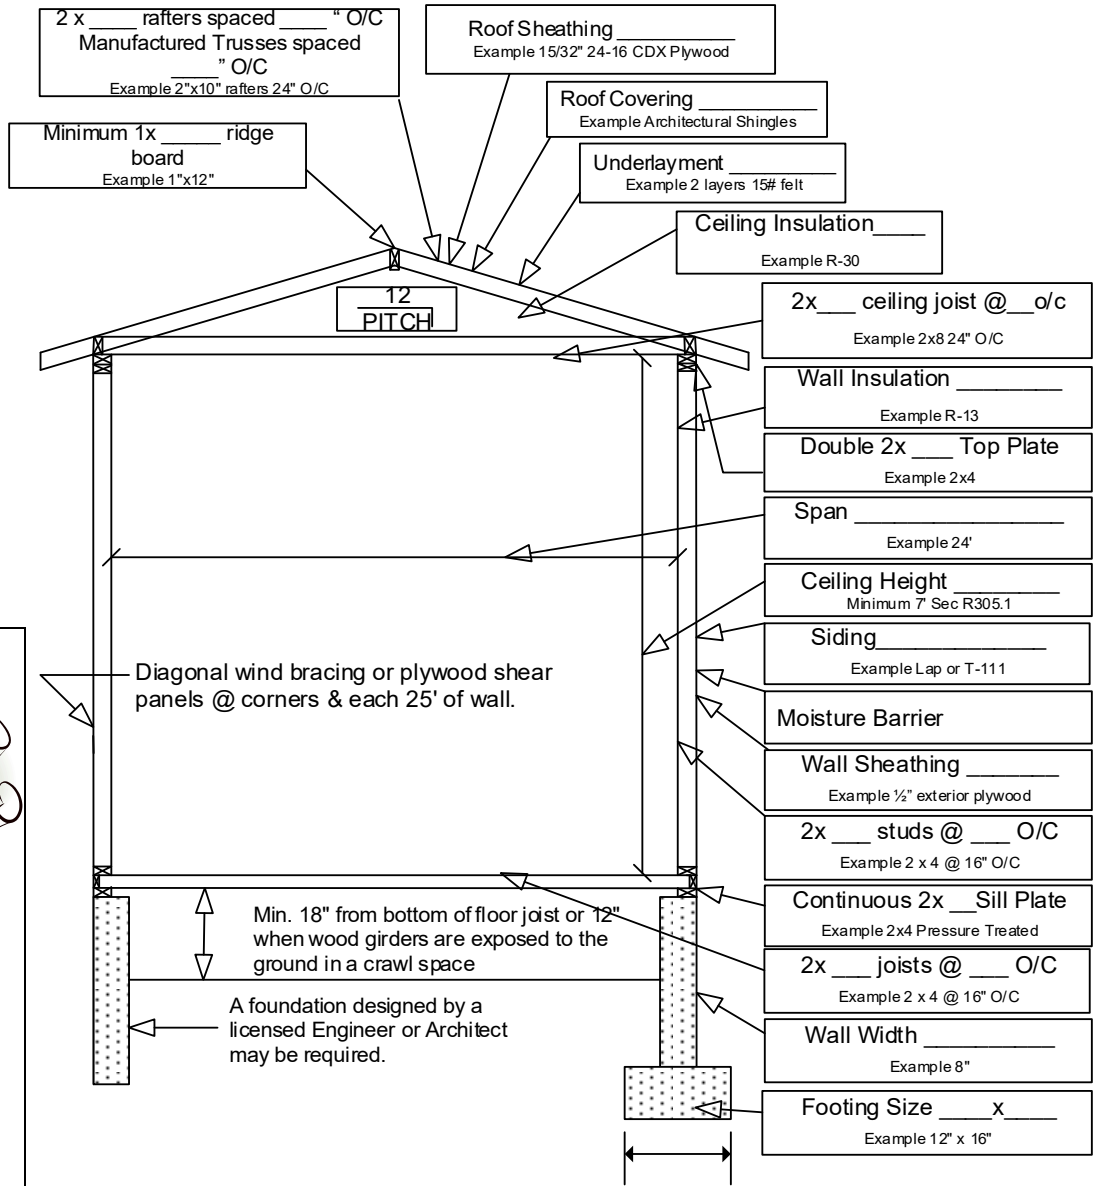 2 x ____ rafters spaced ____ “ O/C
Manufactured Trusses spaced
____” O/C
Example 2"x10" rafters 24" O/C
Roof Sheathing ___________
Example 15/32" 24-16 CDX Plywood
Roof Covering __________
Example Architectural Shingles
Minimum 1x _____ ridge
board
Example 1"x12"
Underlayment _________
Example 2 layers 15# felt
Ceiling Insulation____
Example R-30
12
PITCH
2x___ ceiling joist @__o/c
Example 2x8 24" O/C
Wall Insulation ________
Example R-13
Double 2x ___ Top Plate
Example 2x4
Span ________________
Example 24'
Ceiling Height ________
Minimum 7' Sec R305.1
Siding_____________
Example Lap or T-111
Diagonal wind bracing or plywood shear
panels @ corners & each 25' of wall.
Moisture Barrier
Wall Sheathing _______
Example ½” exterior plywood
2x ___ studs @ ___ O/C
Example 2 x 4 @ 16" O/C
Continuous 2x __Sill Plate
Example 2x4 Pressure Treated
Min. 18" from bottom of floor joist or 12"
when wood girders are exposed to the
ground in a crawl space
2x ___ joists @ ___ O/C
Example 2 x 4 @ 16" O/C
A foundation designed by a
licensed Engineer or Architect
may be required.
Wall Width __________
Example 8"
Footing Size ____x____
Example 12" x 16"